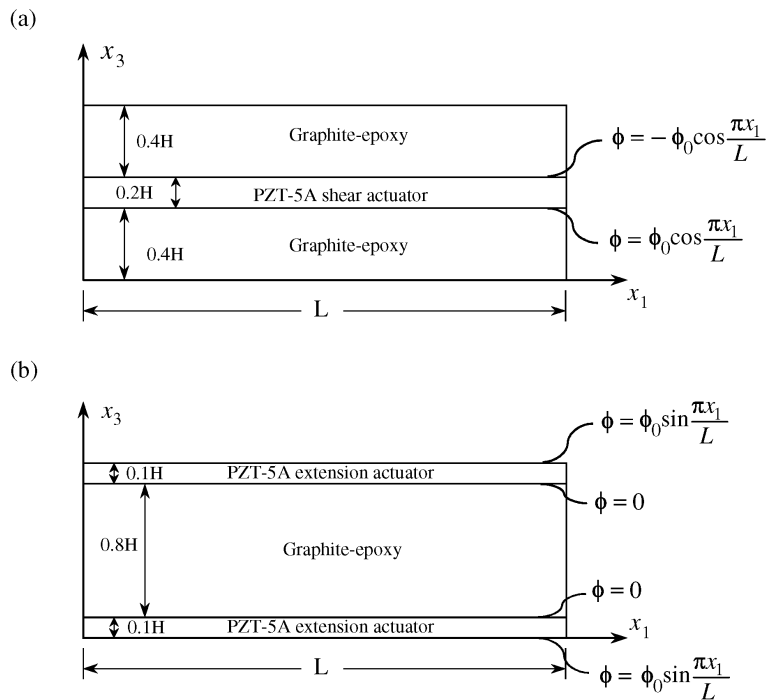 (a)
x₃
0.4H
Graphite-epoxy
ϕ = − ϕ₀cos πx₁/L
0.2H
PZT-5A shear actuator
0.4H
Graphite-epoxy
ϕ = ϕ₀cos πx₁/L
x₁
L
(b)
x₃
ϕ = ϕ₀sin πx₁/L
0.1H
PZT-5A extension actuator
ϕ = 0
0.8H
Graphite-epoxy
ϕ = 0
0.1H
PZT-5A extension actuator
x₁
L
ϕ = ϕ₀sin πx₁/L